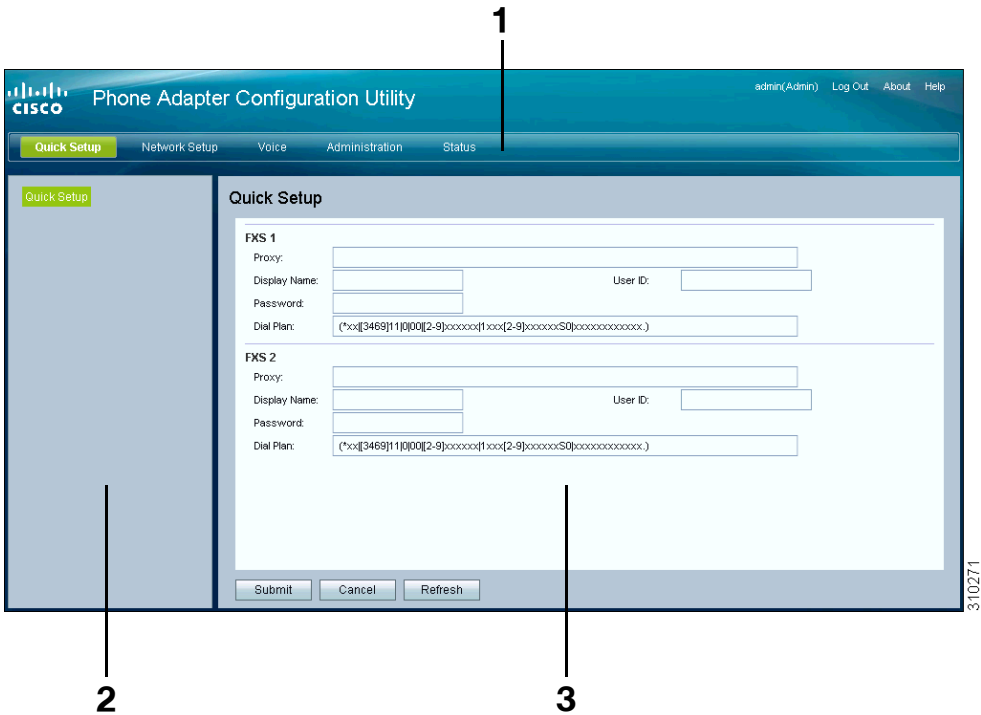 1
CISCO Phone Adapter Configuration Utility
admin(Admin) Log Out About Help
Quick Setup Network Setup Voice Administration Status
Quick Setup
Quick Setup
FXS 1
Proxy:
Display Name: User ID:
Password:
Dial Plan: (*xx|[3469]11|0|00|[2-9]xxxxxx|1xxx[2-9]xxxxxxS0|xxxxxxxxxxxx.)
FXS 2
Proxy:
Display Name: User ID:
Password:
Dial Plan: (*xx|[3469]11|0|00|[2-9]xxxxxx|1xxx[2-9]xxxxxxS0|xxxxxxxxxxxx.)
Submit Cancel Refresh
310271
2 3